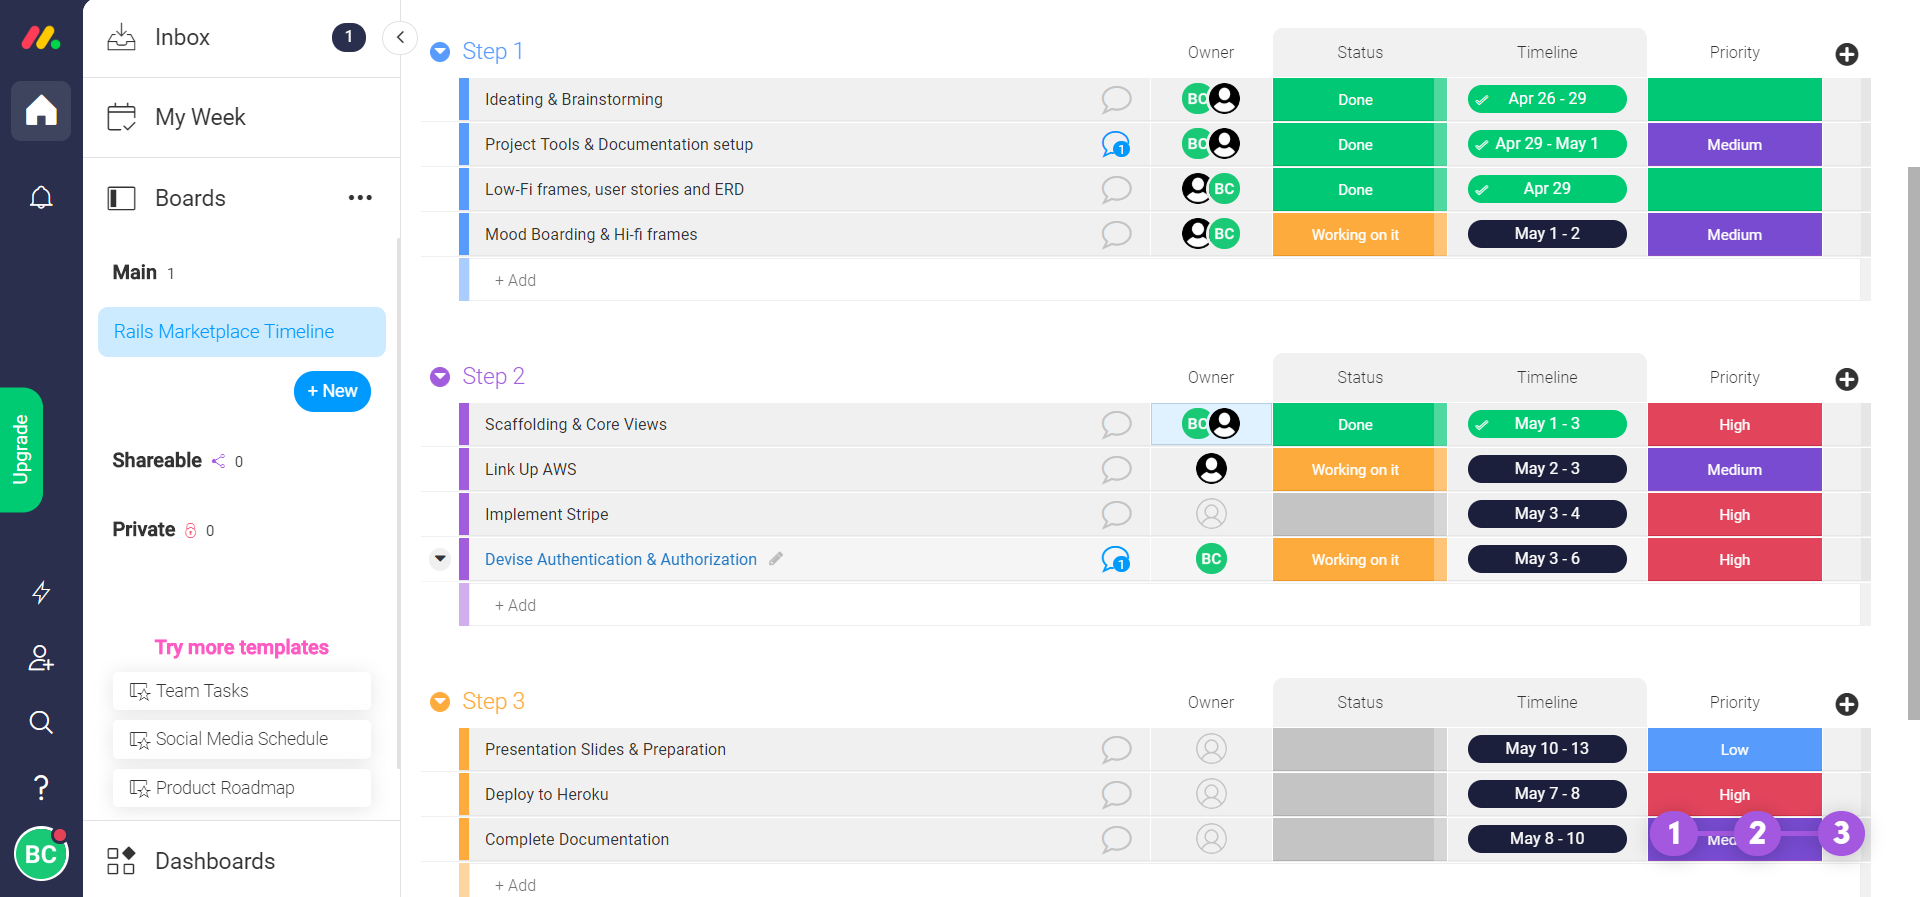 Inbox 1
My Week
Boards
Main 1
Rails Marketplace Timeline
+ New
Shareable 0
Private 0
Upgrade
Try more templates
Team Tasks
Social Media Schedule
Product Roadmap
BC
Dashboards
Step 1 Owner Status Timeline Priority
Ideating & Brainstorming BC Done Apr 26 - 29
Project Tools & Documentation setup 1 BC Done Apr 29 - May 1 Medium
Low-Fi frames, user stories and ERD BC Done Apr 29
Mood Boarding & Hi-fi frames BC Working on it May 1 - 2 Medium
+ Add
Step 2 Owner Status Timeline Priority
Scaffolding & Core Views BC Done May 1 - 3 High
Link Up AWS Working on it May 2 - 3 Medium
Implement Stripe May 3 - 4 High
Devise Authentication & Authorization 1 BC Working on it May 3 - 6 High
+ Add
Step 3 Owner Status Timeline Priority
Presentation Slides & Preparation May 10 - 13 Low
Deploy to Heroku May 7 - 8 High
Complete Documentation May 8 - 10
1 2 3
+ Add